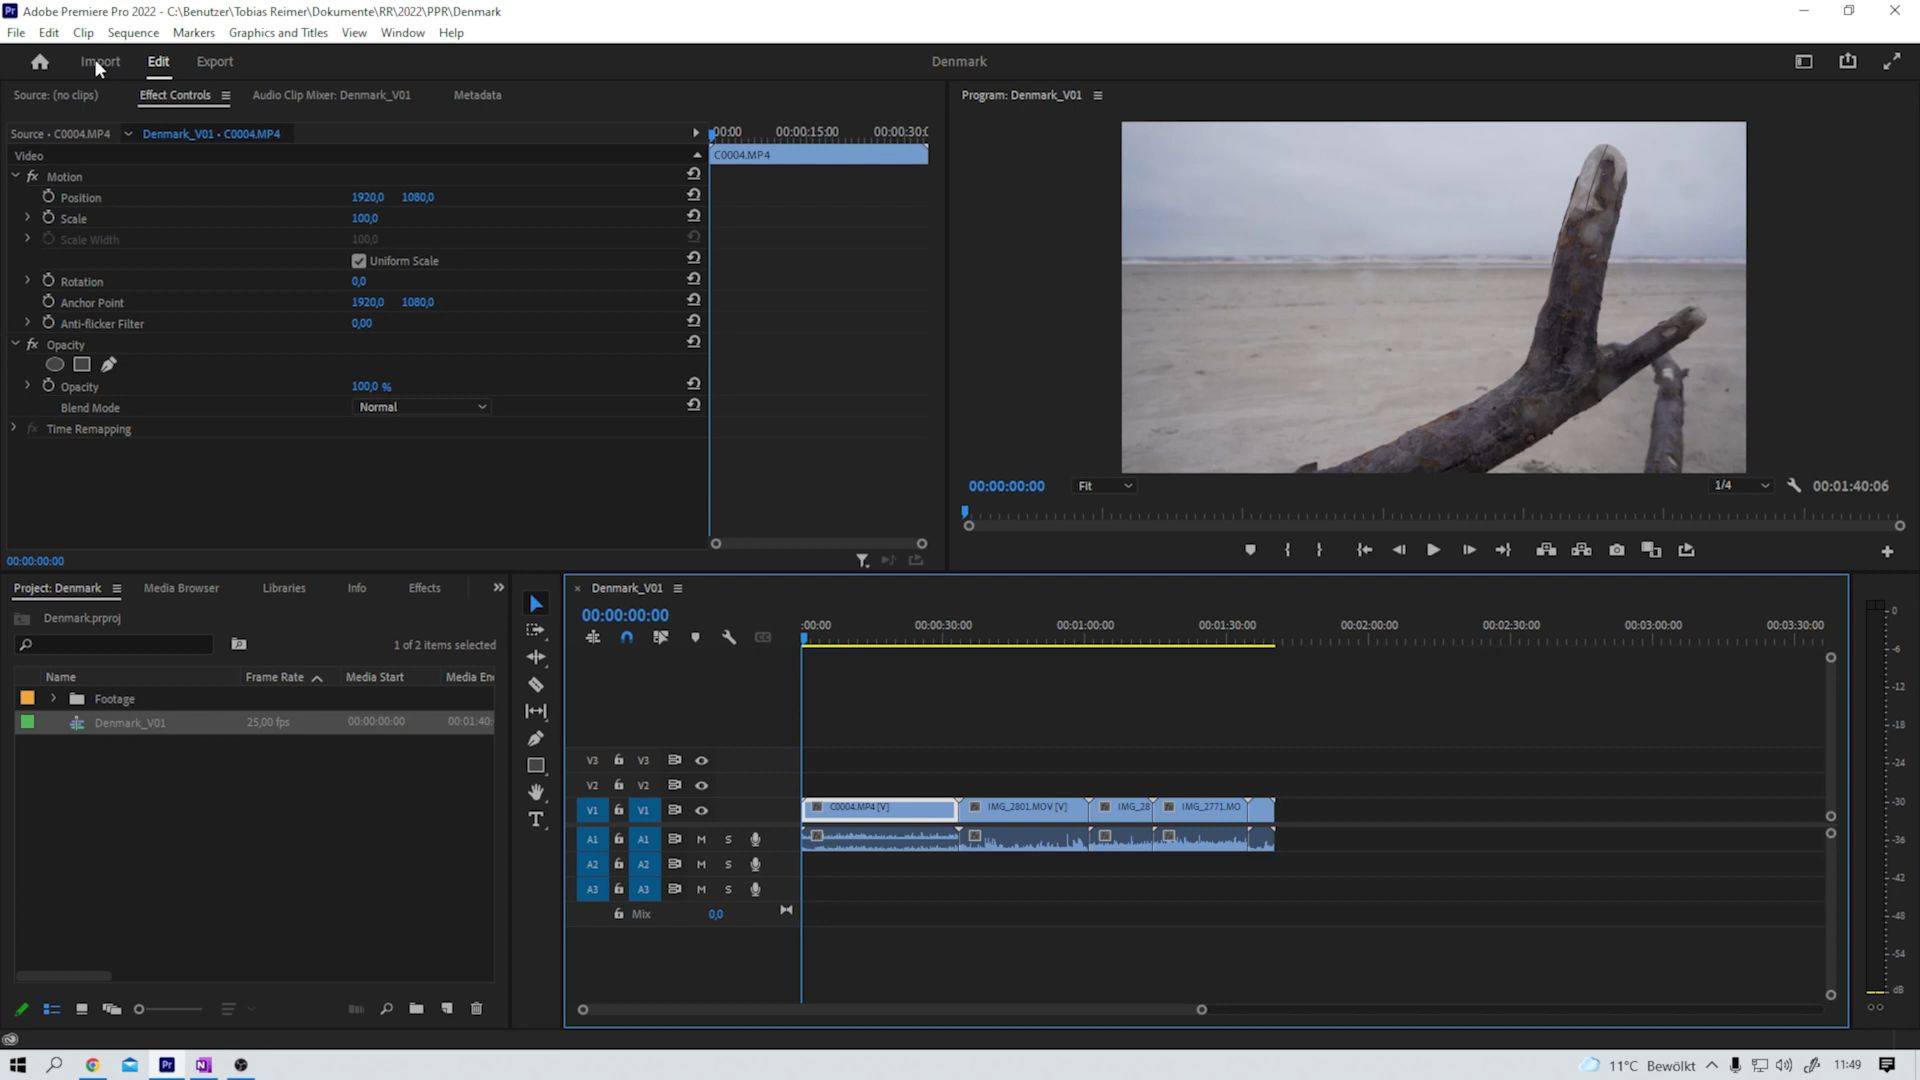 Adobe Premiere Pro 2022 - C:\Benutzer\Tobias Reimer\Dokumente\RR\2022\PPR\Denmark
File Edit Clip Sequence Markers Graphics and Titles View Window Help
Import Edit Export Denmark
Source: (no clips) Effect Controls Audio Clip Mixer: Denmark_V01 Metadata
Program: Denmark_V01
Source • C0004.MP4 Denmark_V01 • C0004.MP4
:00:00 00:00:15:00 00:00:30:0
Video
C0004.MP4
fx Motion
Position 1920,0 1080,0
Scale 100,0
Scale Width 100,0
Uniform Scale
Rotation 0,0
Anchor Point 1920,0 1080,0
Anti-flicker Filter 0,00
fx Opacity
Opacity 100,0 %
Blend Mode Normal
fx Time Remapping
00:00:00:00
00:00:00:00 Fit 1/4 00:01:40:06
Project: Denmark Media Browser Libraries Info Effects
Denmark.prproj
1 of 2 items selected
Name Frame Rate Media Start Media En
Footage
Denmark_V01 25,00 fps 00:00:00:00 00:01:40:
Denmark_V01
00:00:00:00
:00:00 00:00:30:00 00:01:00:00 00:01:30:00 00:02:00:00 00:02:30:00 00:03:00:00 00:03:30:00
V3 V3
V2 V2
V1 V1 C0004.MP4 [V] IMG_2801.MOV [V] IMG_28 IMG_2771.MO
A1 A1 M S
A2 A2 M S
A3 A3 M S
Mix 0,0
0
-6
-12
-18
-24
-30
-36
-42
-48
-54
dB
11°C Bewölkt 11:49